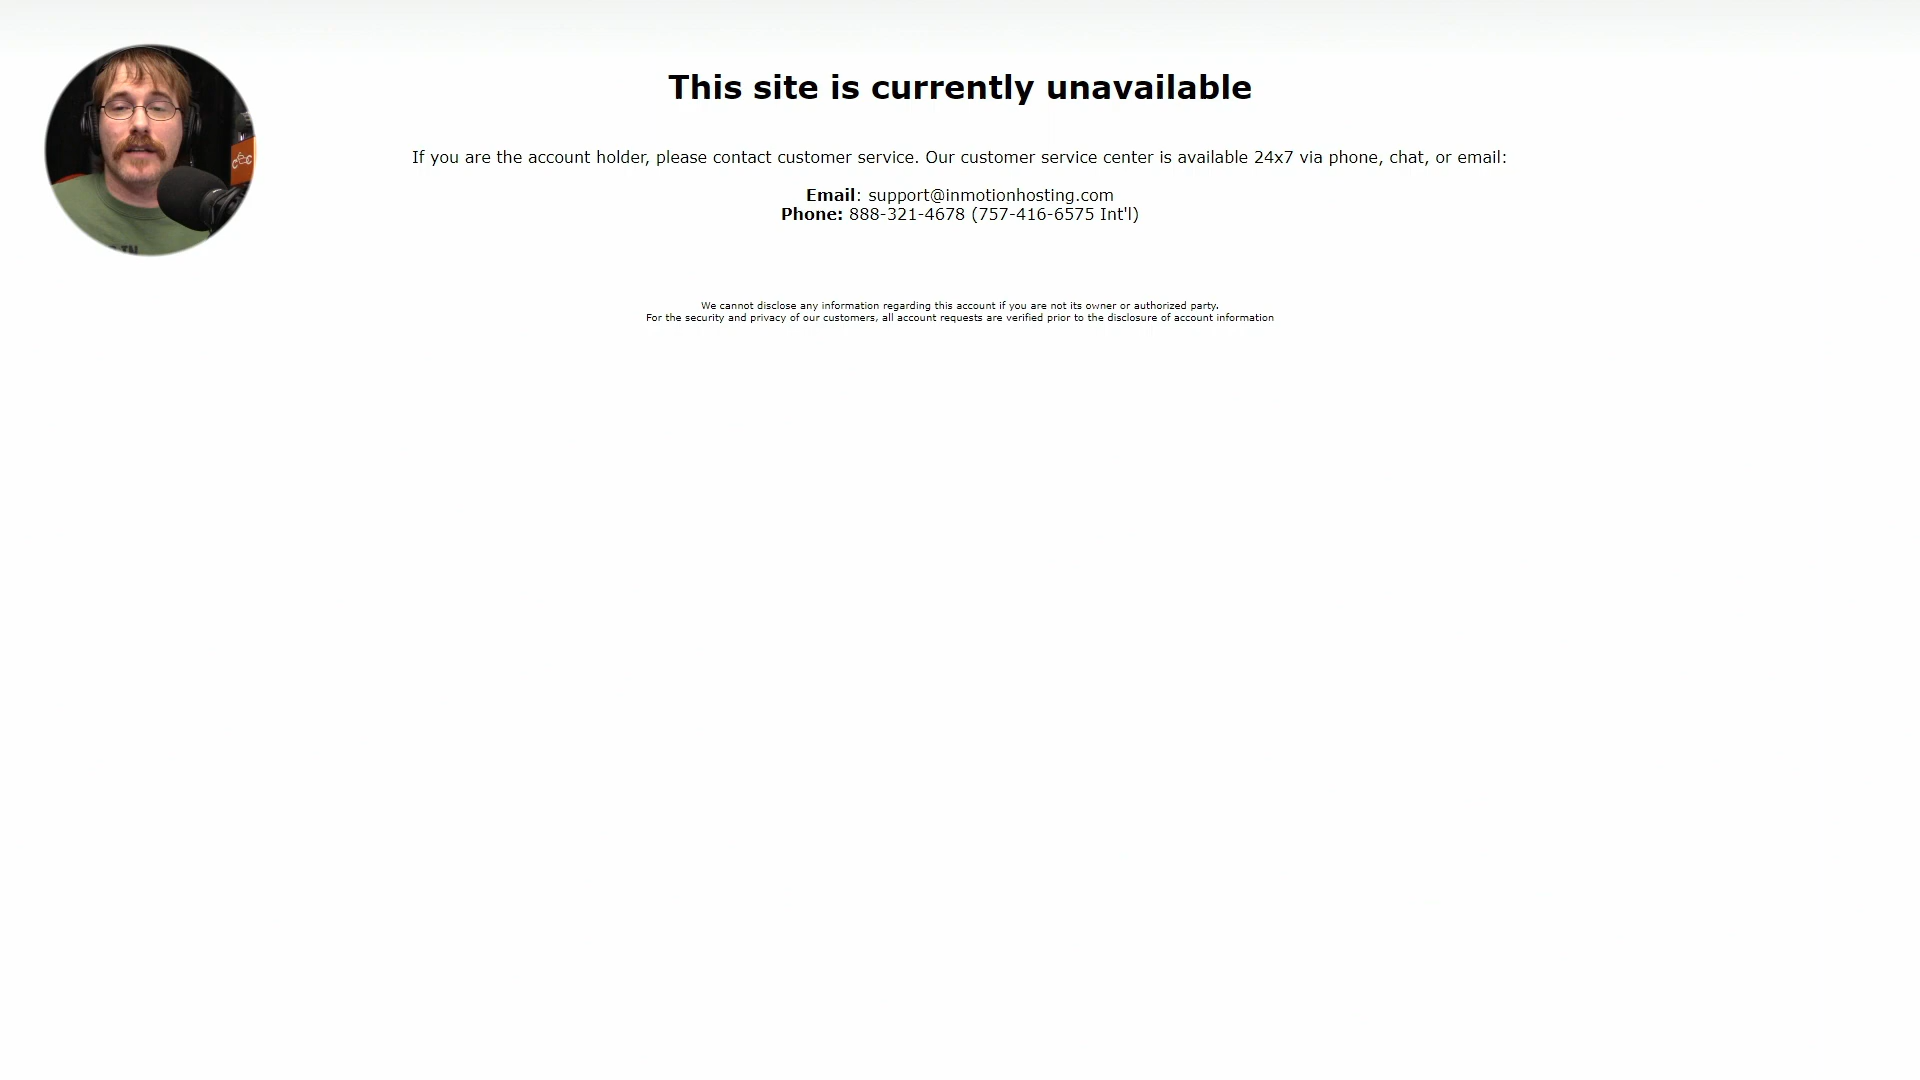 This site is currently unavailable
If you are the account holder, please contact customer service. Our customer service center is available 24x7 via phone, chat, or email:
Email: support@inmotionhosting.com
Phone: 888-321-4678 (757-416-6575 Int'l)
We cannot disclose any information regarding this account if you are not its owner or authorized party.
For the security and privacy of our customers, all account requests are verified prior to the disclosure of account information